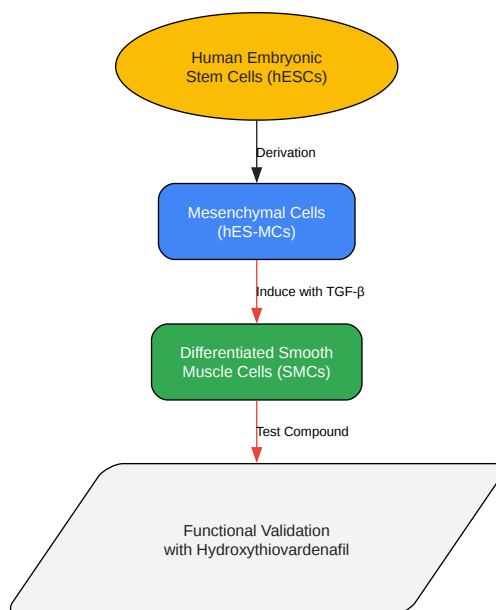 Human Embryonic
Stem Cells (hESCs)
Derivation
Mesenchymal Cells
(hES-MCs)
Induce with TGF-β
Differentiated Smooth
Muscle Cells (SMCs)
Test Compound
Functional Validation
with Hydroxythiovardenafil